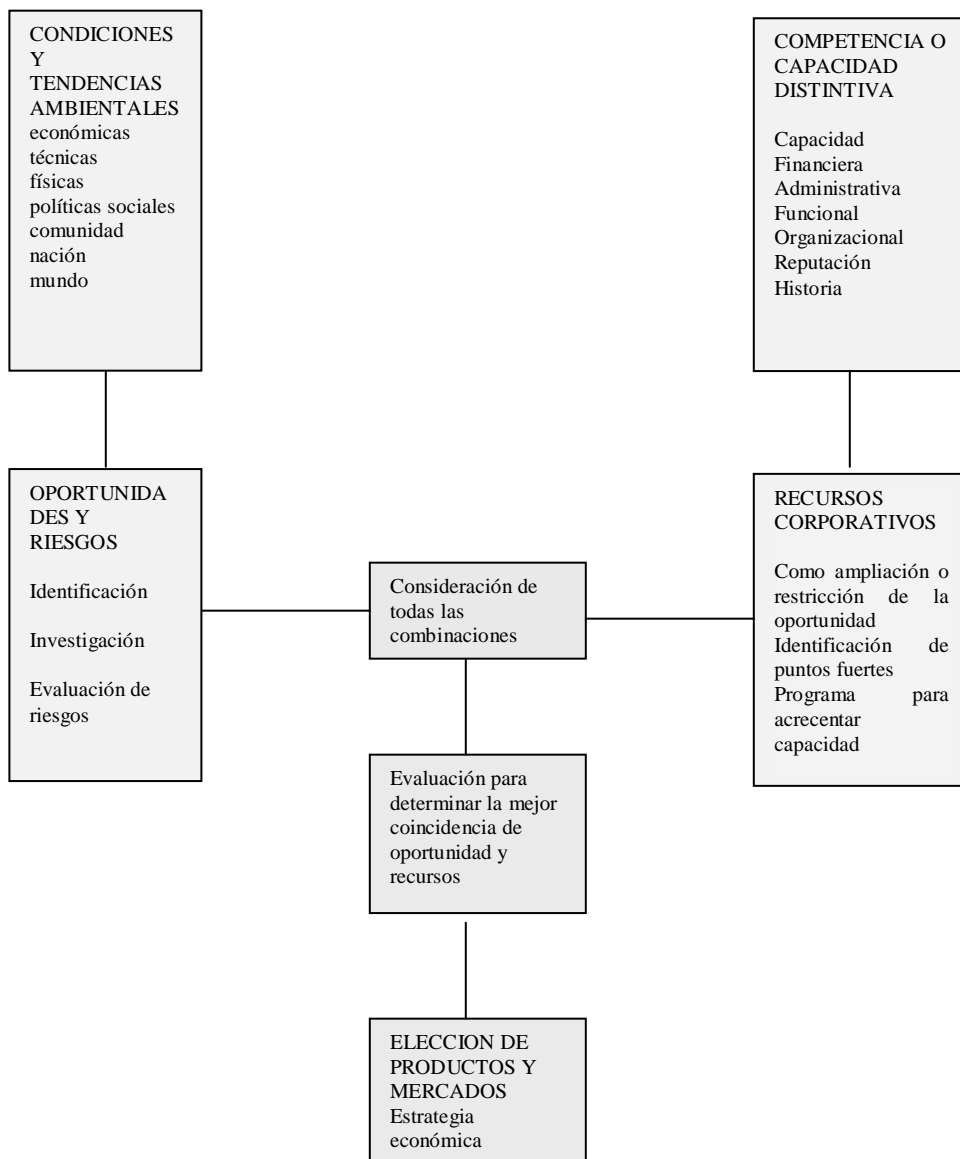 CONDICIONES
Y
TENDENCIAS
AMBIENTALES
económicas
técnicas
físicas
políticas sociales
comunidad
nación
mundo
COMPETENCIA O
CAPACIDAD
DISTINTIVA
Capacidad
Financiera
Administrativa
Funcional
Organizacional
Reputación
Historia
OPORTUNIDA
DES Y
RIESGOS
Identificación
Investigación
Evaluación de
riesgos
Consideración de
todas las
combinaciones
RECURSOS
CORPORATIVOS
Como ampliación o
restricción de la
oportunidad
Identificación de
puntos fuertes
Programa para
acrecentar
capacidad
Evaluación para
determinar la mejor
coincidencia de
oportunidad y
recursos
ELECCION DE
PRODUCTOS Y
MERCADOS
Estrategia
económica